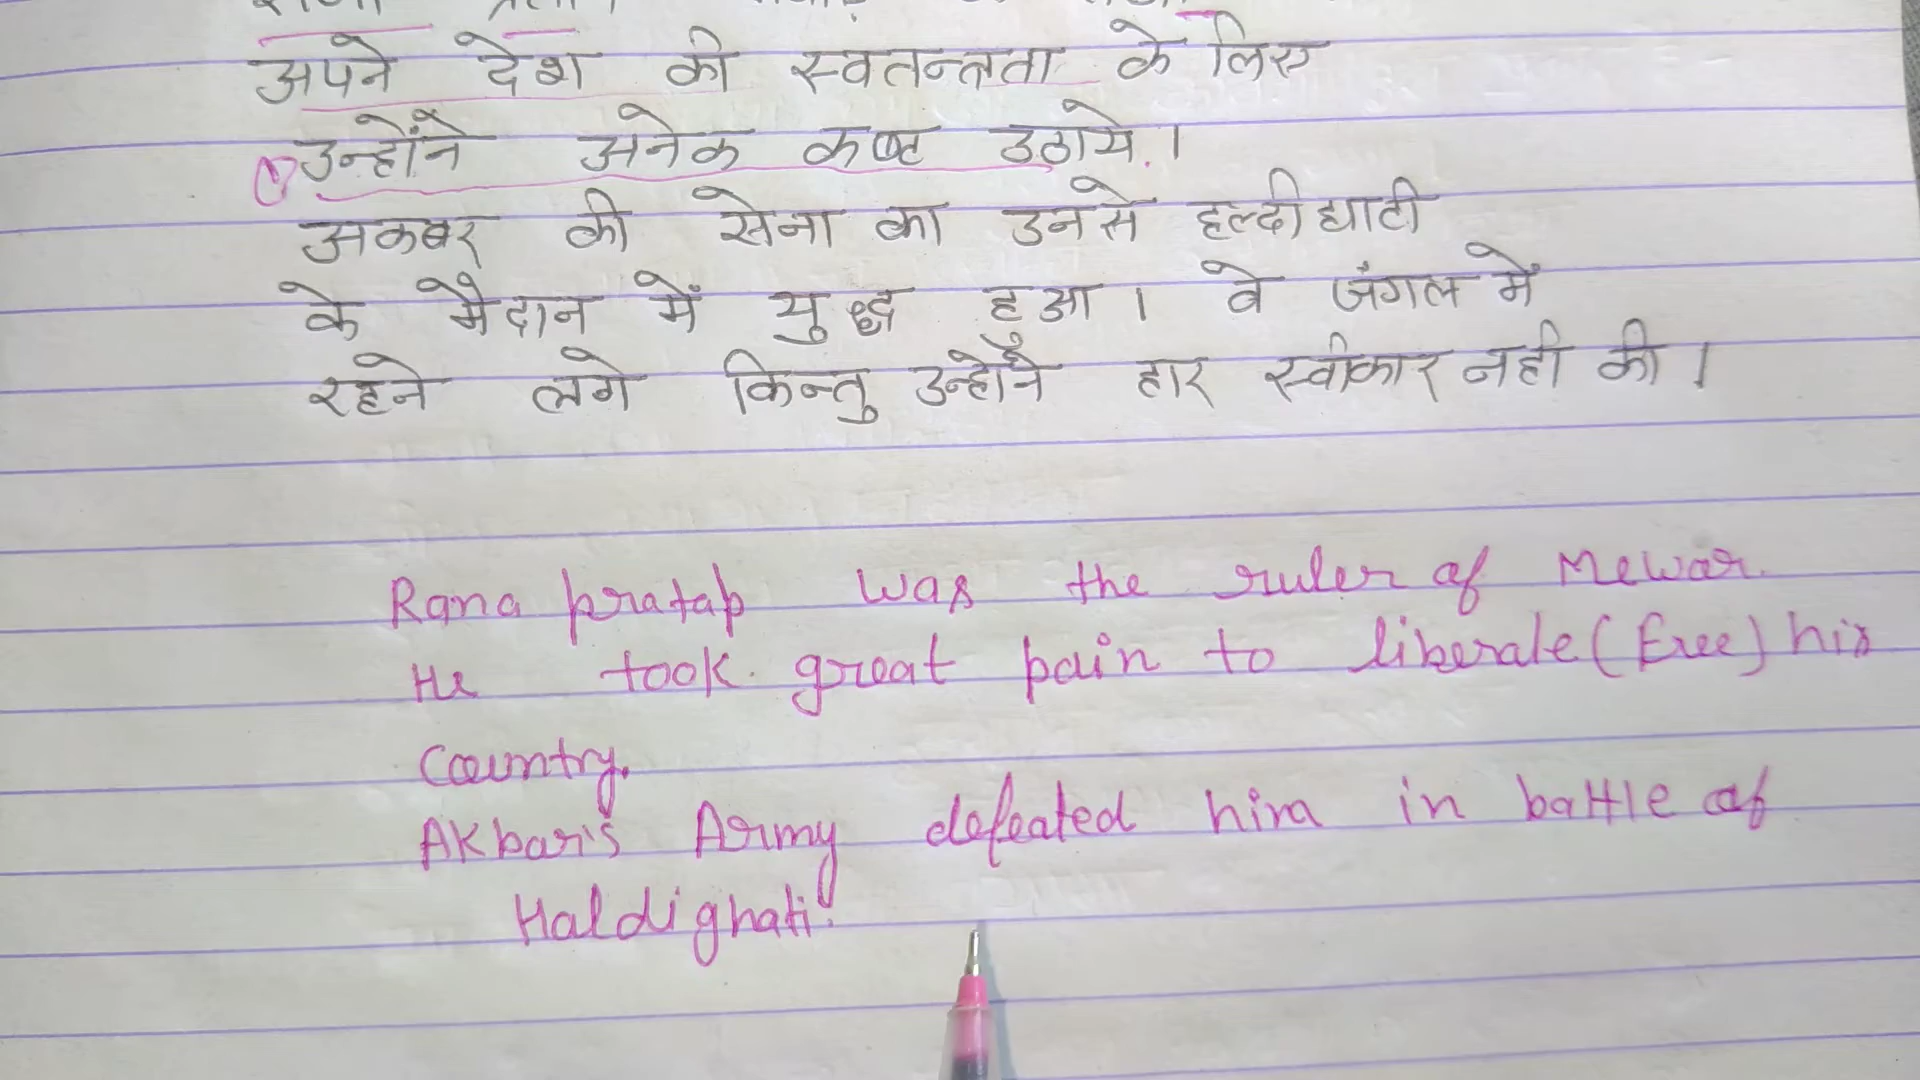 अपने देश की स्वतन्त्रता के लिए
उन्होंने अनेक कष्ट उठाये।
अकबर की सेना का उनसे हल्दीघाटी
के मैदान में युद्ध हुआ। वे जंगल में
रहने लगे किन्तु उन्होंने हार स्वीकार नही की।
Rana pratap was the ruler of Mewar.
He took great pain to liberate (Free) his
Country.
AKbar's Army defeated him in battle of
Haldighati.